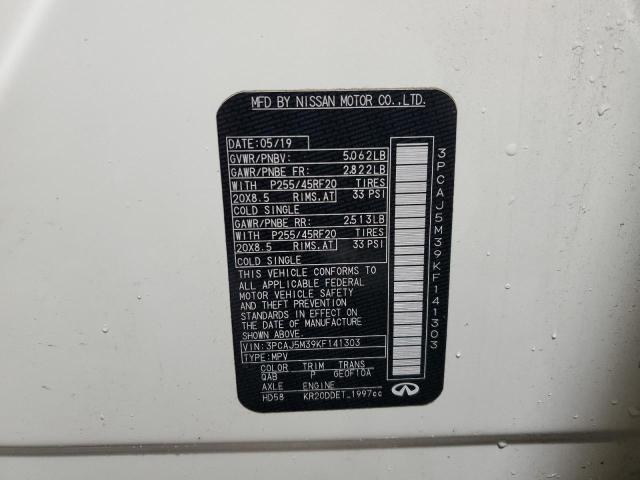 MFD BY NISSAN MOTOR CO.,LTD.
DATE:05/19
GVWR/PNBV: 5,062LB
GAWR/PNBE FR: 2,822LB
WITH P255/45RF20 TIRES
20X8.5 RIMS.AT 33 PSI
COLD SINGLE
GAWR/PNBE RR: 2,513LB
WITH P255/45RF20 TIRES
20X8.5 RIMS.AT 33 PSI
COLD SINGLE
THIS VEHICLE CONFORMS TO
ALL APPLICABLE FEDERAL
MOTOR VEHICLE SAFETY
AND THEFT PREVENTION
STANDARDS IN EFFECT ON
THE DATE OF MANUFACTURE
SHOWN ABOVE.
VIN: 3PCAJ5M39KF141303
TYPE: MPV
COLOR TRIM TRANS
QAB P GE0F10A
AXLE ENGINE
HD58 KR20DDET_1997cc
3PCAJ5M39KF141303